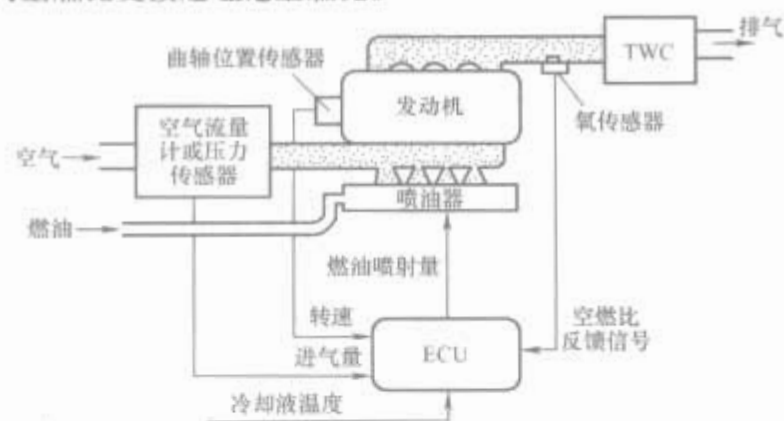 排气
TWC
曲轴位置传感器
发动机
氧传感器
空气流量
计或压力
传感器
空气
喷油器
燃油
燃油喷射量
转速
空燃比
反馈信号
进气量
ECU
冷却液温度